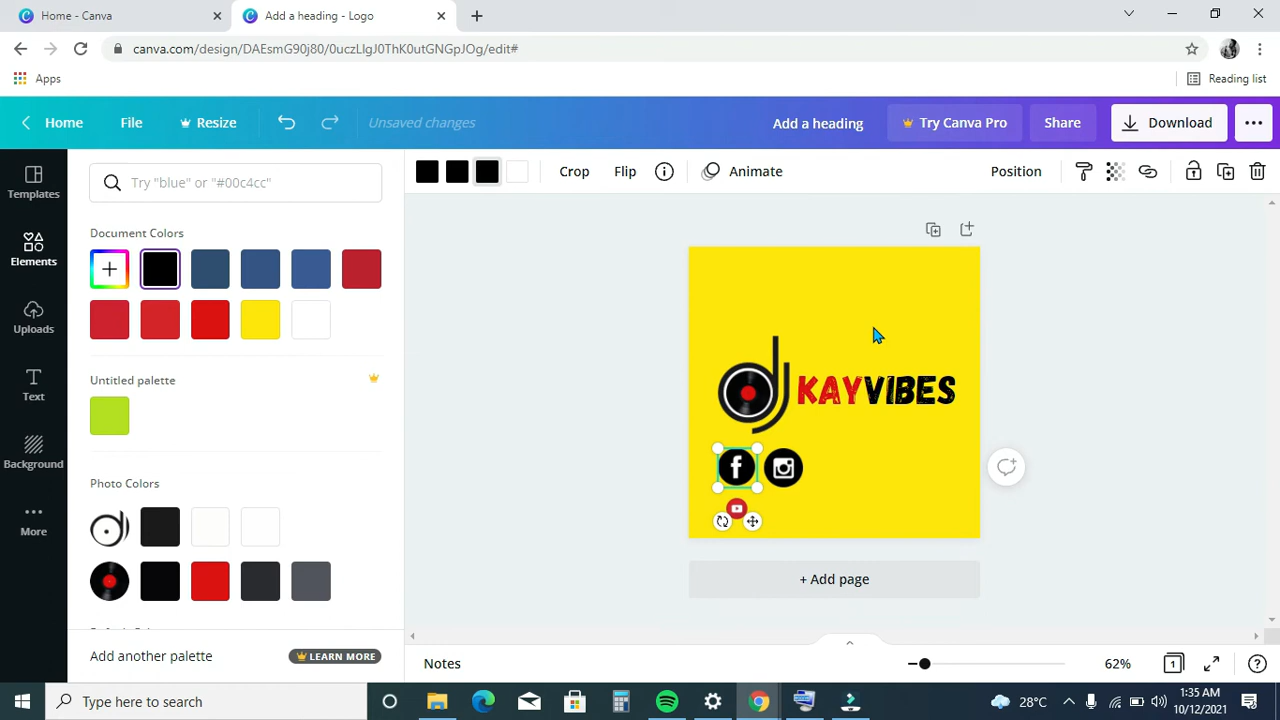 Home - Canva
Add a heading - Logo
canva.com/design/DAEsmG90j80/0uczLlgJ0ThK0utGNGpJOg/edit#
Apps
Reading list
Home
File
Resize
Unsaved changes
Add a heading
Try Canva Pro
Share
Download
Templates
Elements
Uploads
Text
Background
More
Try "blue" or "#00c4cc"
Document Colors
Untitled palette
Photo Colors
Add another palette
LEARN MORE
Crop
Flip
Animate
Position
dj
KAYVIBES
f
+ Add page
Notes
62%
1
Type here to search
28°C
1:35 AM
10/12/2021